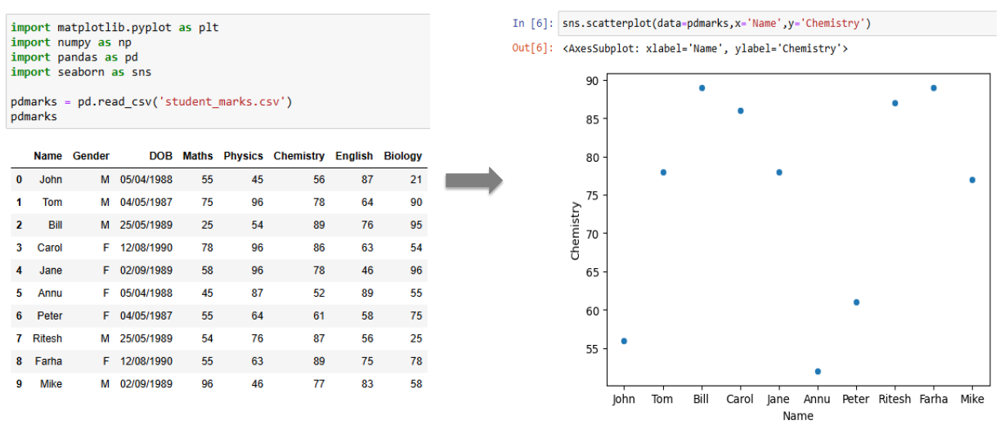 import matplotlib.pyplot as plt
import numpy as np
import pandas as pd
import seaborn as sns
pdmarks = pd.read_csv('student_marks.csv')
pdmarks
Name Gender DOB Maths Physics Chemistry English Biology
0 John M 05/04/1988 55 45 56 87 21
1 Tom M 04/05/1987 75 96 78 64 90
2 Bill M 25/05/1989 25 54 89 76 95
3 Carol F 12/08/1990 78 96 86 63 54
4 Jane F 02/09/1989 58 96 78 46 96
5 Annu F 05/04/1988 45 87 52 89 55
6 Peter F 04/05/1987 55 64 61 58 75
7 Ritesh M 25/05/1989 54 76 87 56 25
8 Farha F 12/08/1990 55 63 89 75 78
9 Mike M 02/09/1989 96 46 77 83 58
In [6]: sns.scatterplot(data=pdmarks,x='Name',y='Chemistry')
Out[6]: <AxesSubplot: xlabel='Name', ylabel='Chemistry'>
90
85
80
75
70
65
60
55
Chemistry
John Tom Bill Carol Jane Annu Peter Ritesh Farha Mike
Name